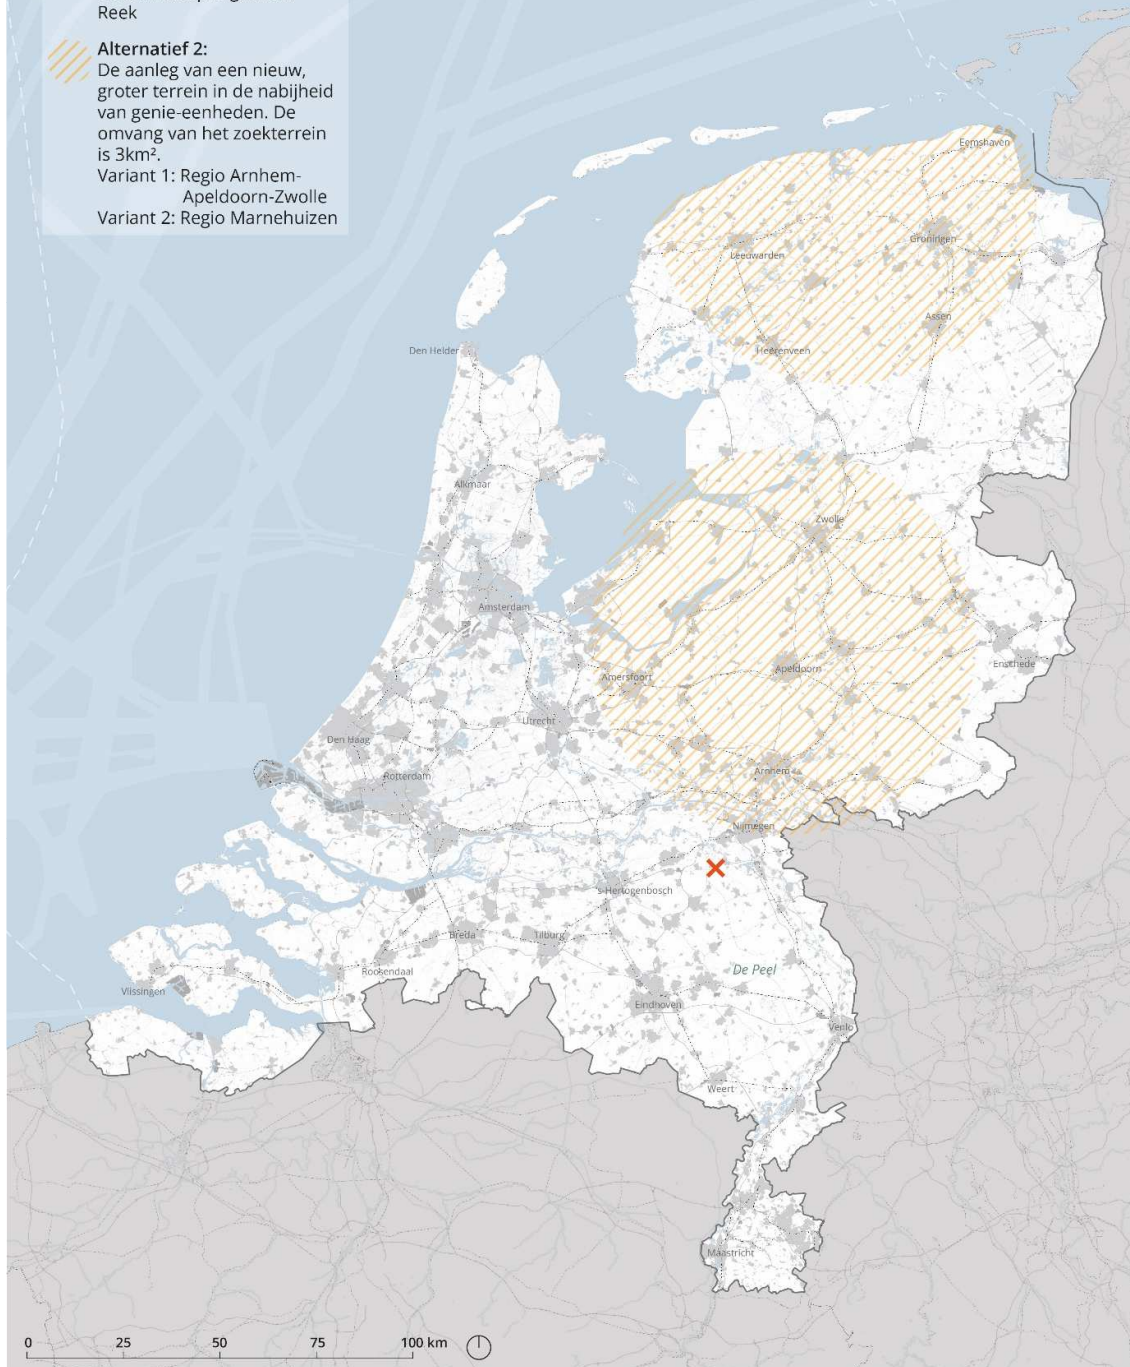 Reek
Alternatief 2:
De aanleg van een nieuw,
groter terrein in de nabijheid
van genie-eenheden. De
omvang van het zoekterrein
is 3km².
Variant 1: Regio Arnhem-
Apeldoorn-Zwolle
Variant 2: Regio Marnehuizen
Eemshaven
Groningen
Leeuwarden
Assen
Den Helder
Heerenveen
Alkmaar
Zwolle
Amsterdam
Enschede
Apeldoorn
Amersfoort
Utrecht
Den Haag
Arnhem
Rotterdam
Nijmegen
's-Hertogenbosch
Breda
Tilburg
De Peel
Roosendaal
Vlissingen
Eindhoven
Venlo
Weert
Maastricht
0 25 50 75 100 km